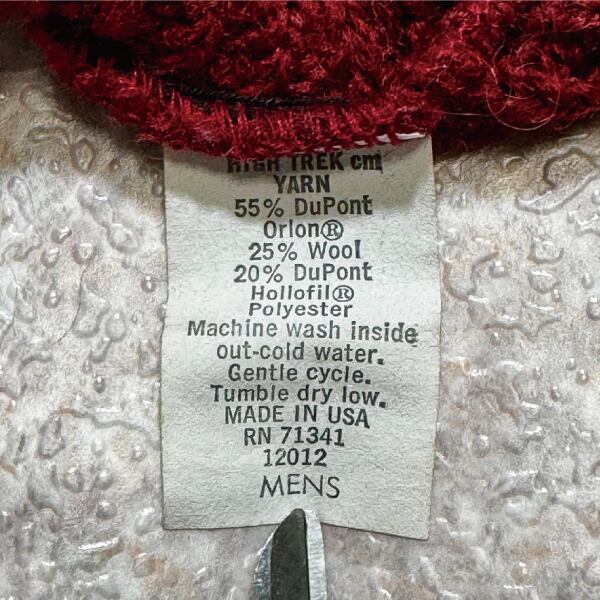 HIGH TREK cm
YARN
55% DuPont
Orlon®
25% Wool
20% DuPont
Hollofil®
Polyester
Machine wash inside
out-cold water.
Gentle cycle.
Tumble dry low.
MADE IN USA
RN 71341
12012
MENS